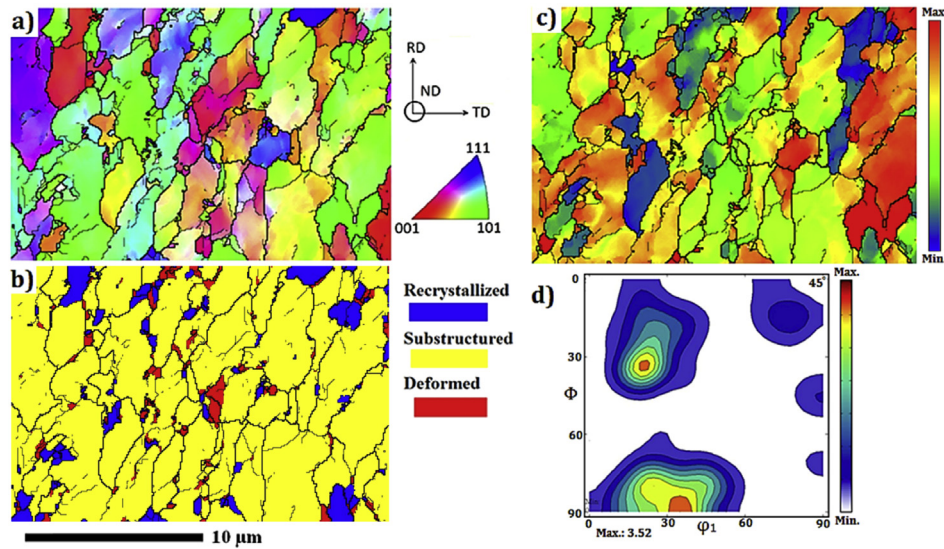 a)
RD
ND
TD
111
001
101
c)
Max
Min
b)
Recrystallized
Substructured
Deformed
10 μm
d)
0
30
60
90
Φ
45°
0
30
60
90
φ1
Max.: 3.52
Max.
Min.